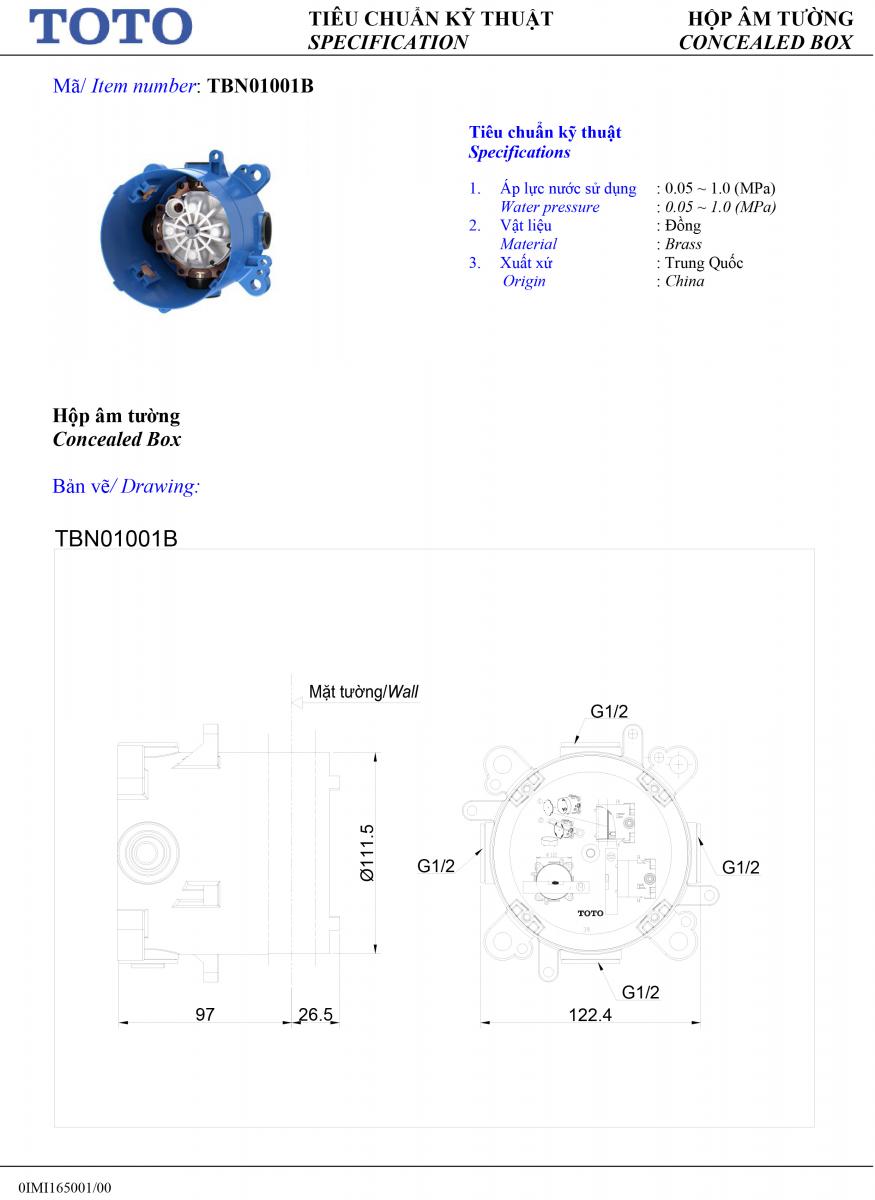 TOTO
TIÊU CHUẨN KỸ THUẬT
SPECIFICATION
HỘP ÂM TƯỜNG
CONCEALED BOX
Mã/ Item number: TBN01001B
Tiêu chuẩn kỹ thuật
Specifications
1. Áp lực nước sử dụng : 0.05 ~ 1.0 (MPa)
Water pressure : 0.05 ~ 1.0 (MPa)
2. Vật liệu : Đồng
Material : Brass
3. Xuất xứ : Trung Quốc
Origin : China
Hộp âm tường
Concealed Box
Bản vẽ/ Drawing:
TBN01001B
Mặt tường/Wall
G1/2
Ø111.5
G1/2
G1/2
TOTO
G1/2
97
26.5
122.4
0IMI165001/00